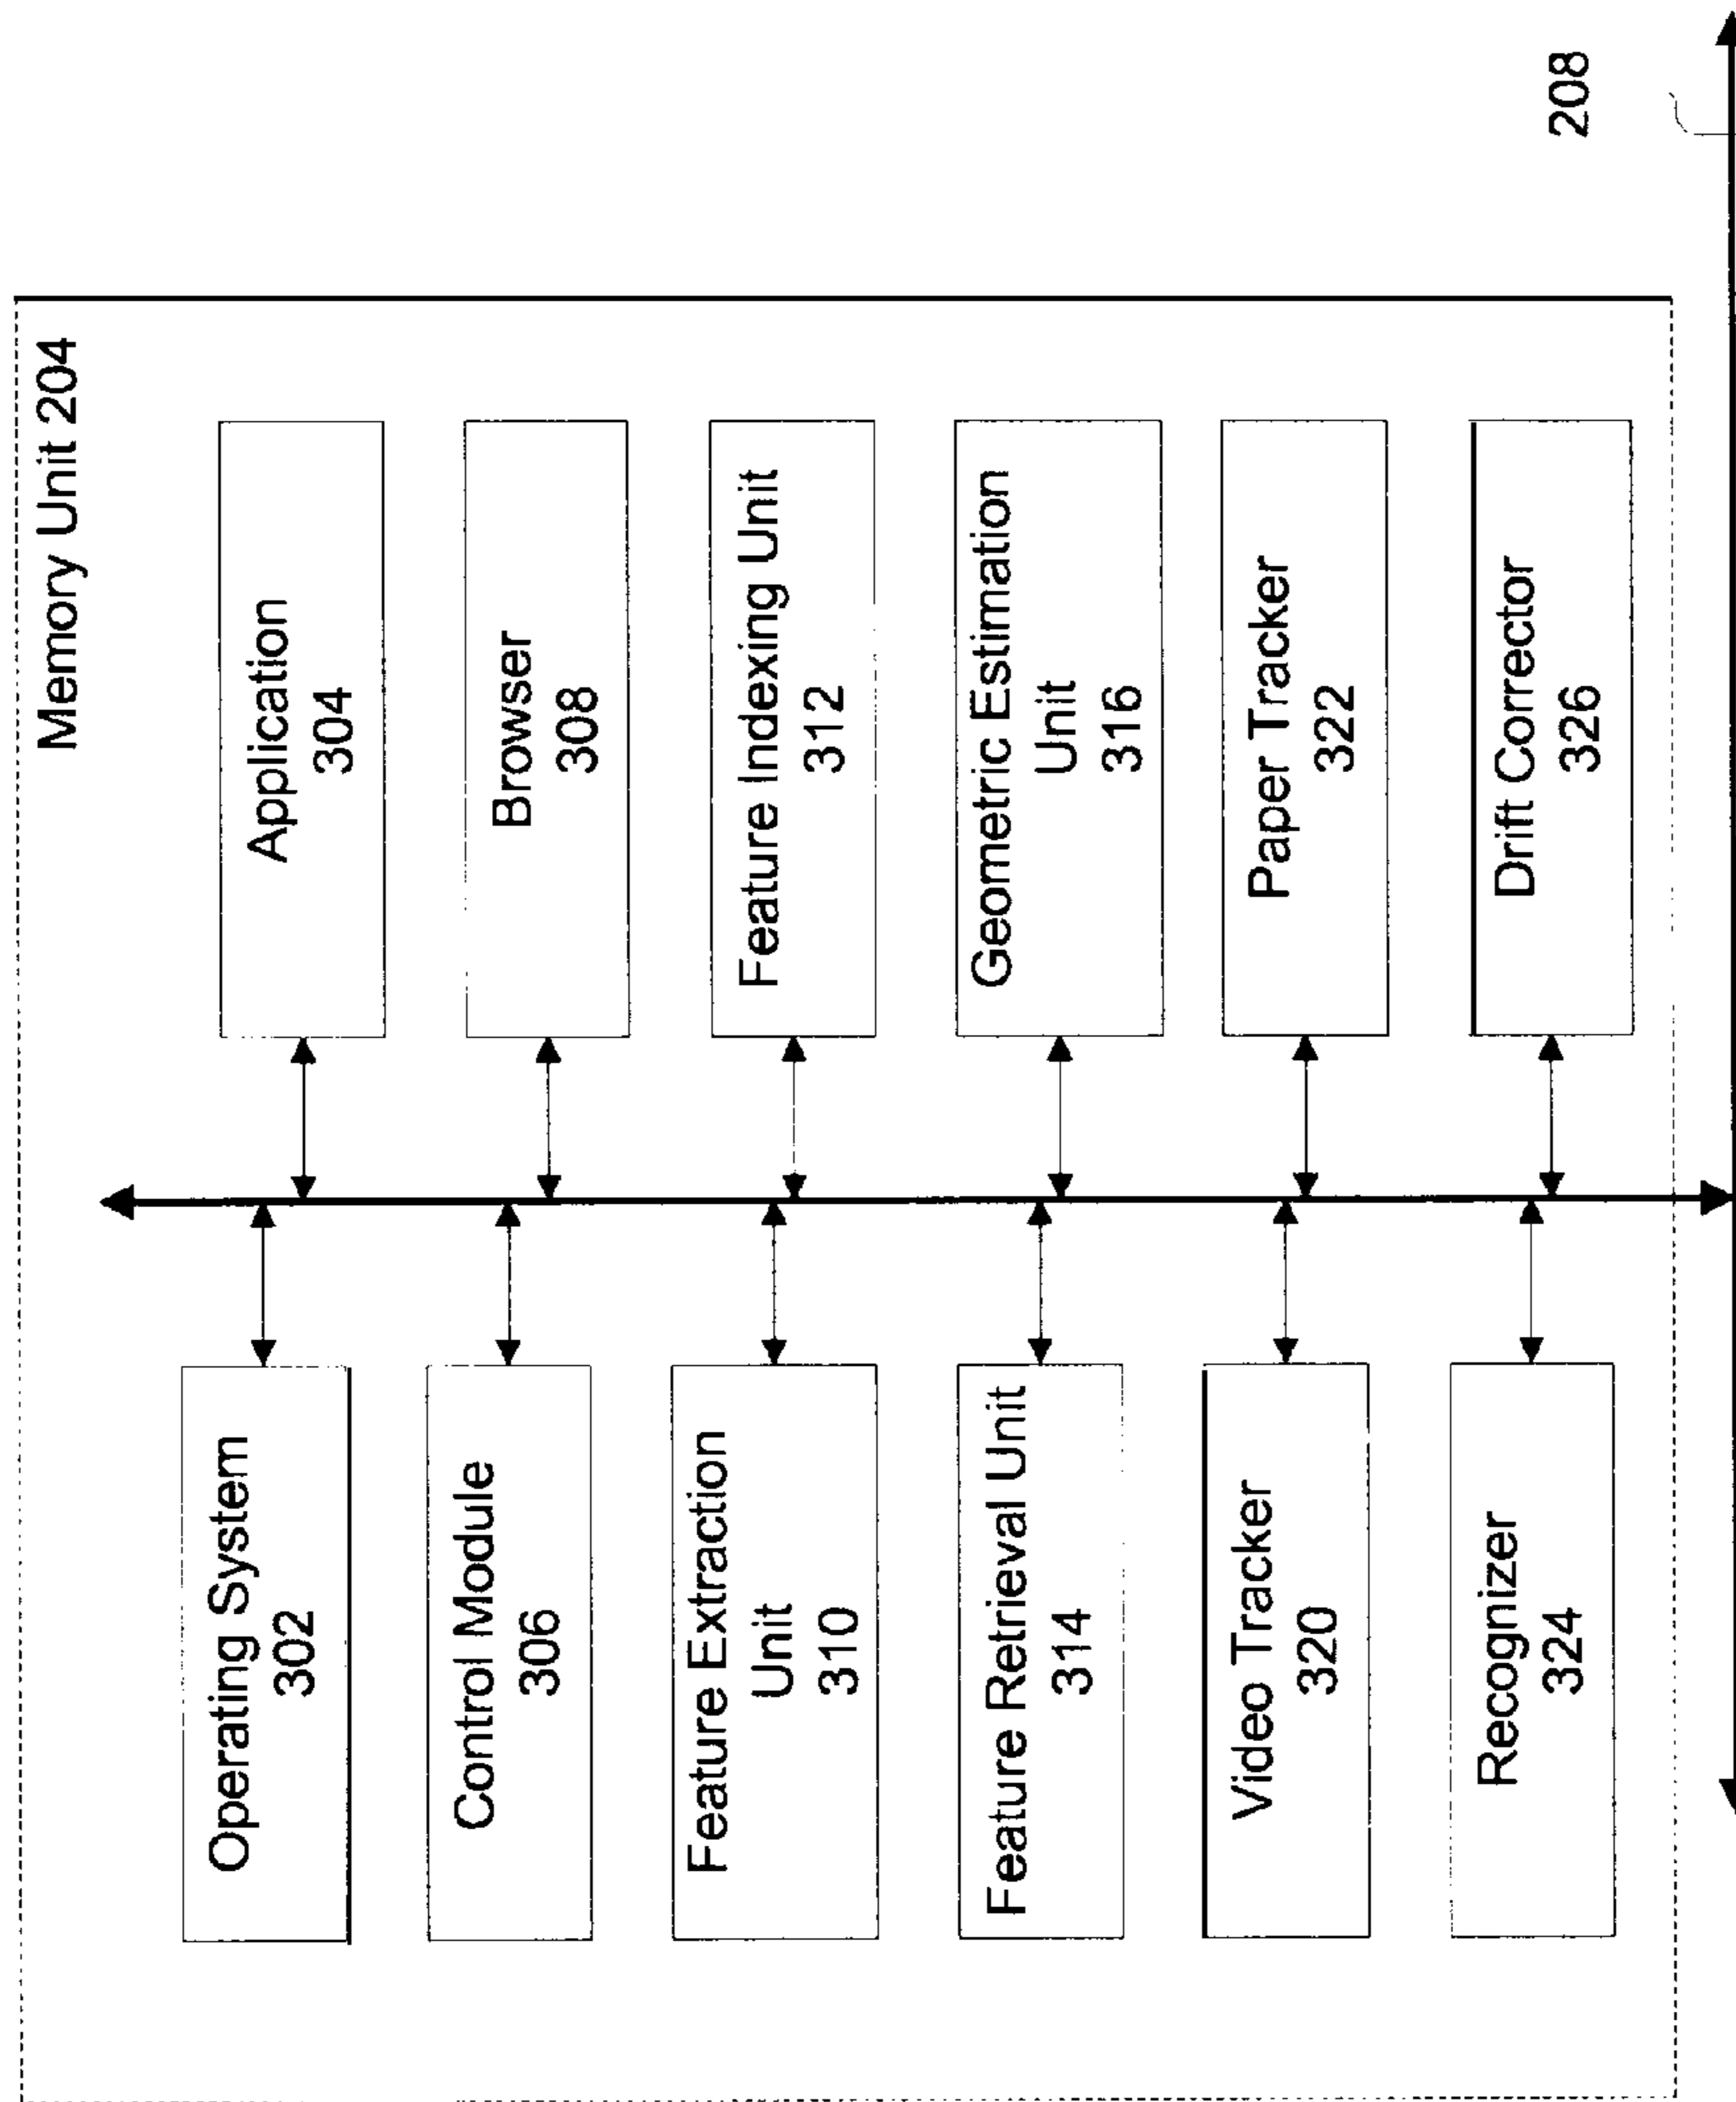 Memory Unit 204
Operating System
302
Application
304
Control Module
306
Browser
308
Feature Extraction
Unit
310
Feature Indexing Unit
312
Feature Retrieval Unit
314
Geometric Estimation
Unit
316
Video Tracker
320
Paper Tracker
322
Recognizer
324
Drift Corrector
326
208